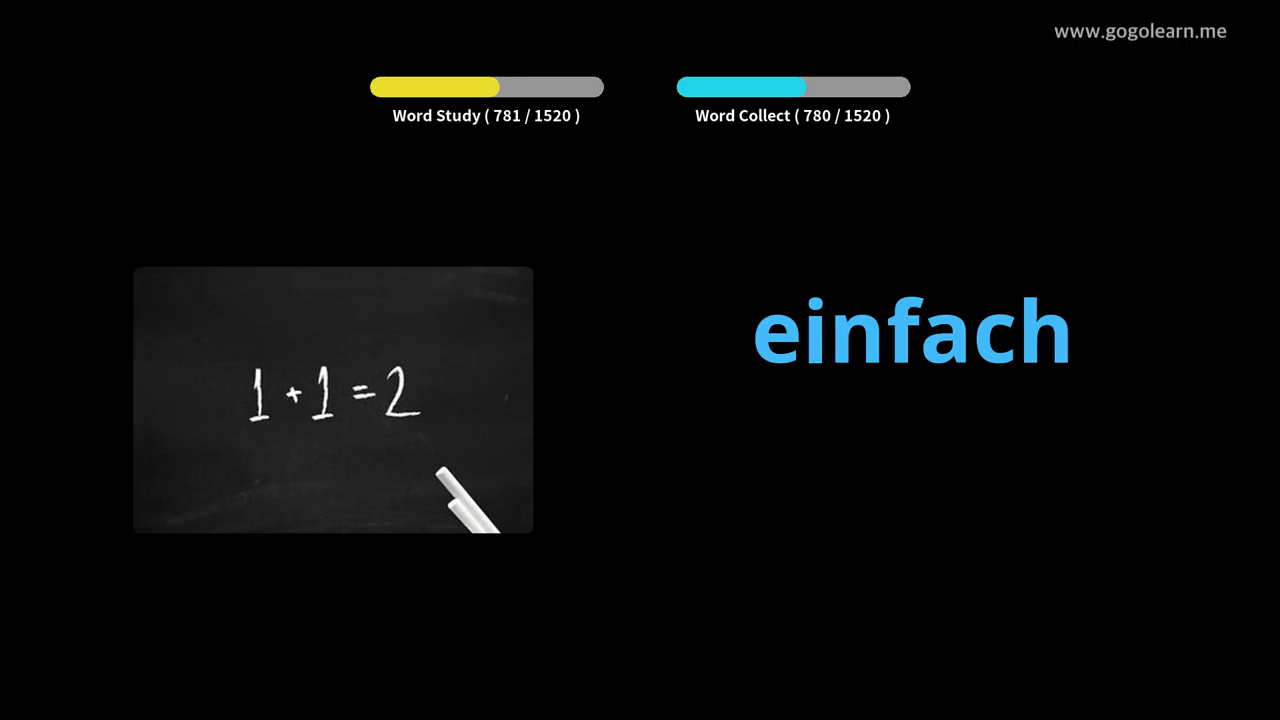 www.gogolearn.me
Word Study ( 781 / 1520 )
Word Collect ( 780 / 1520 )
1 + 1 = 2
einfach